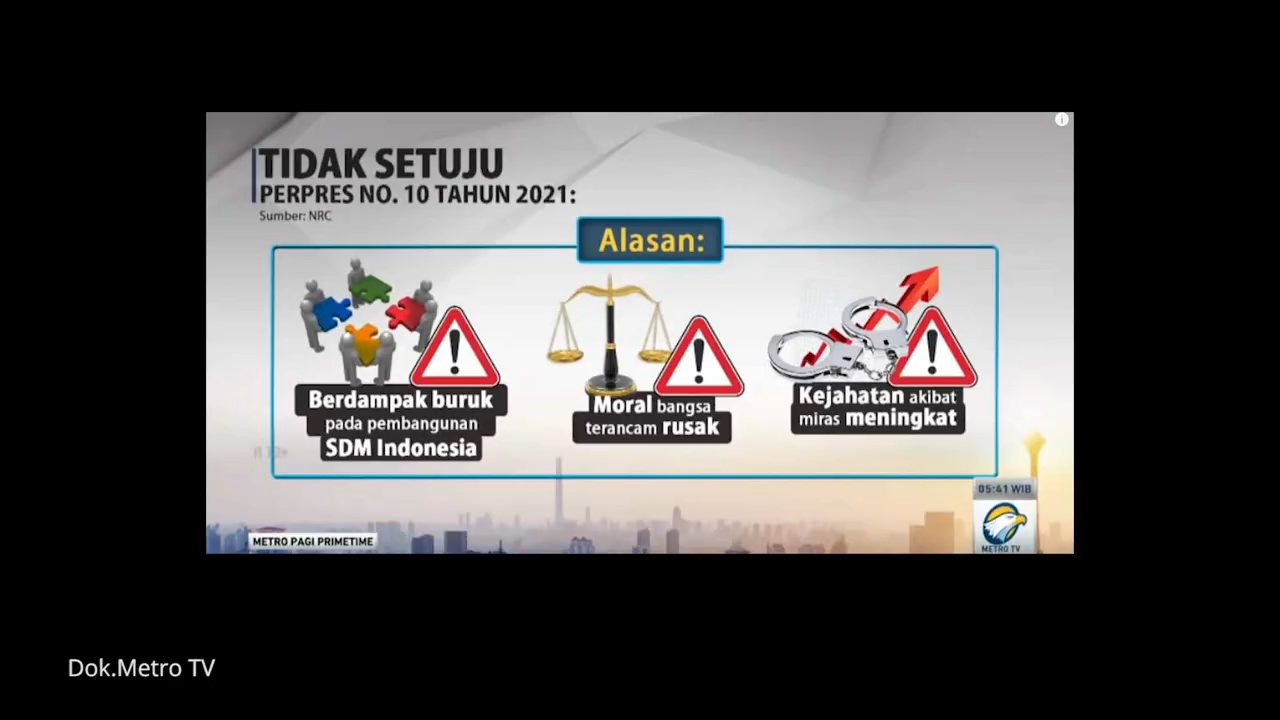 TIDAK SETUJU
PERPRES NO. 10 TAHUN 2021:
Sumber: NRC
Alasan:
Berdampak buruk
pada pembangunan
SDM Indonesia
Moral bangsa
terancam rusak
Kejahatan akibat
miras meningkat
05:41 WIB
METRO TV
METRO PAGI PRIMETIME
Dok.Metro TV